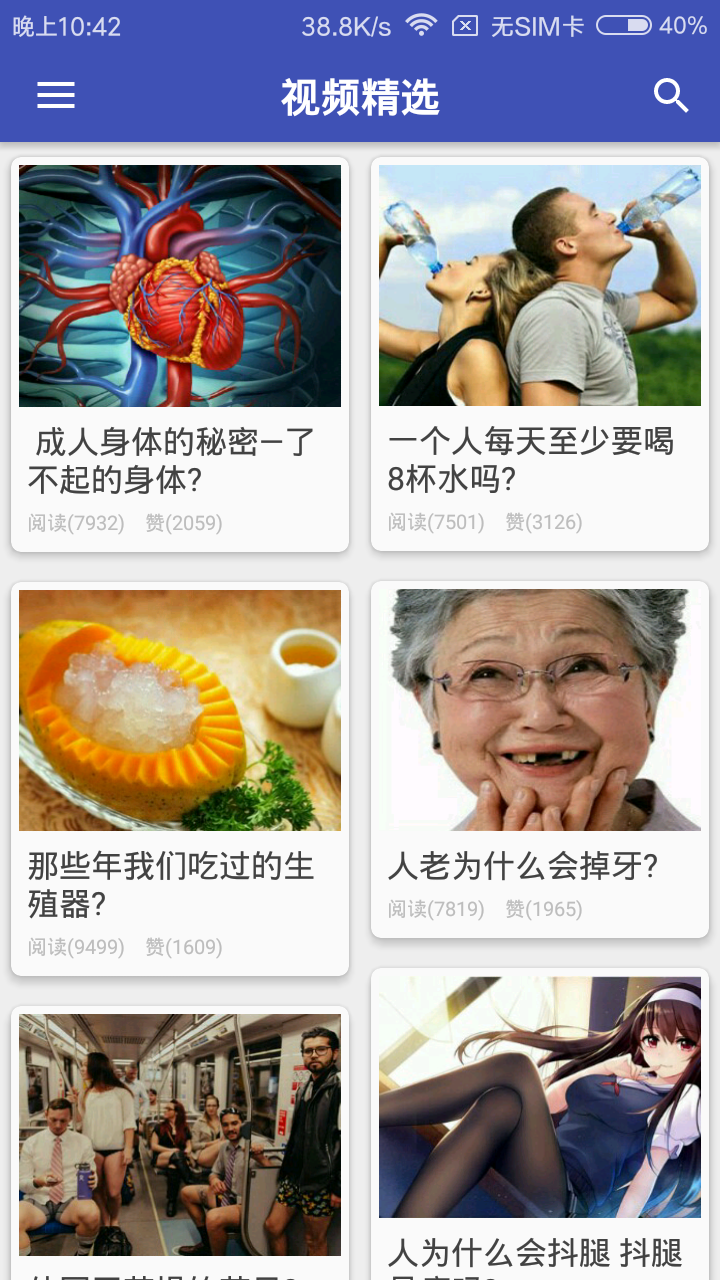 晚上10:42
38.8K/s 无SIM卡 40%
视频精选
成人身体的秘密—了
不起的身体?
阅读(7932) 赞(2059)
一个人每天至少要喝
8杯水吗?
阅读(7501) 赞(3126)
那些年我们吃过的生
殖器?
阅读(9499) 赞(1609)
人老为什么会掉牙?
阅读(7819) 赞(1965)
人为什么会抖腿 抖腿